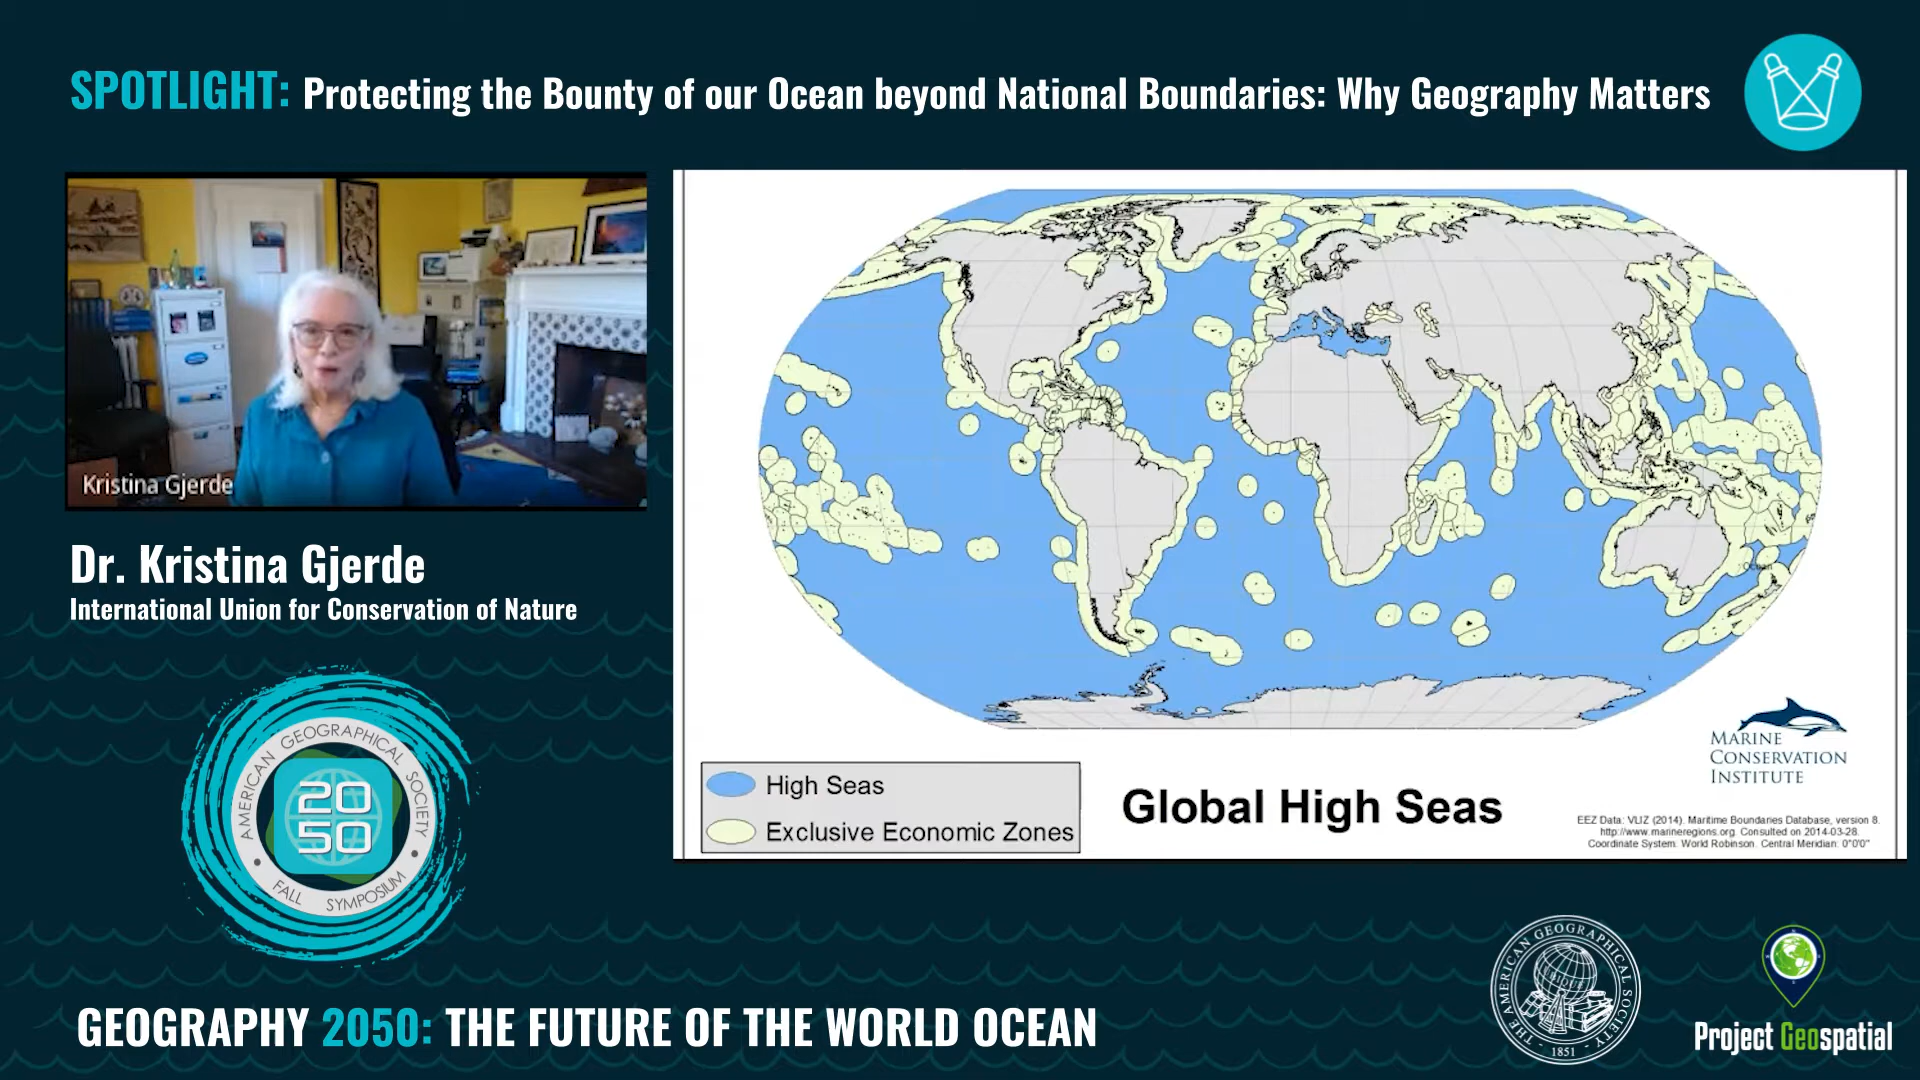 SPOTLIGHT: Protecting the Bounty of our Ocean beyond National Boundaries: Why Geography Matters
Kristina Gjerde
Dr. Kristina Gjerde
International Union for Conservation of Nature
AMERICAN GEOGRAPHICAL SOCIETY
2050
FALL SYMPOSIUM
Ocean
High Seas
Exclusive Economic Zones
Global High Seas
MARINE
CONSERVATION
INSTITUTE
EEZ Data: VLIZ (2014). Maritime Boundaries Database, version 8.
http://www.marineregions.org. Consulted on 2014-03-28.
Coordinate System: World Robinson. Central Meridian: 0°0'0"
GEOGRAPHY 2050: THE FUTURE OF THE WORLD OCEAN
THE AMERICAN GEOGRAPHICAL SOCIETY
UBIQUE
1851
Project Geospatial